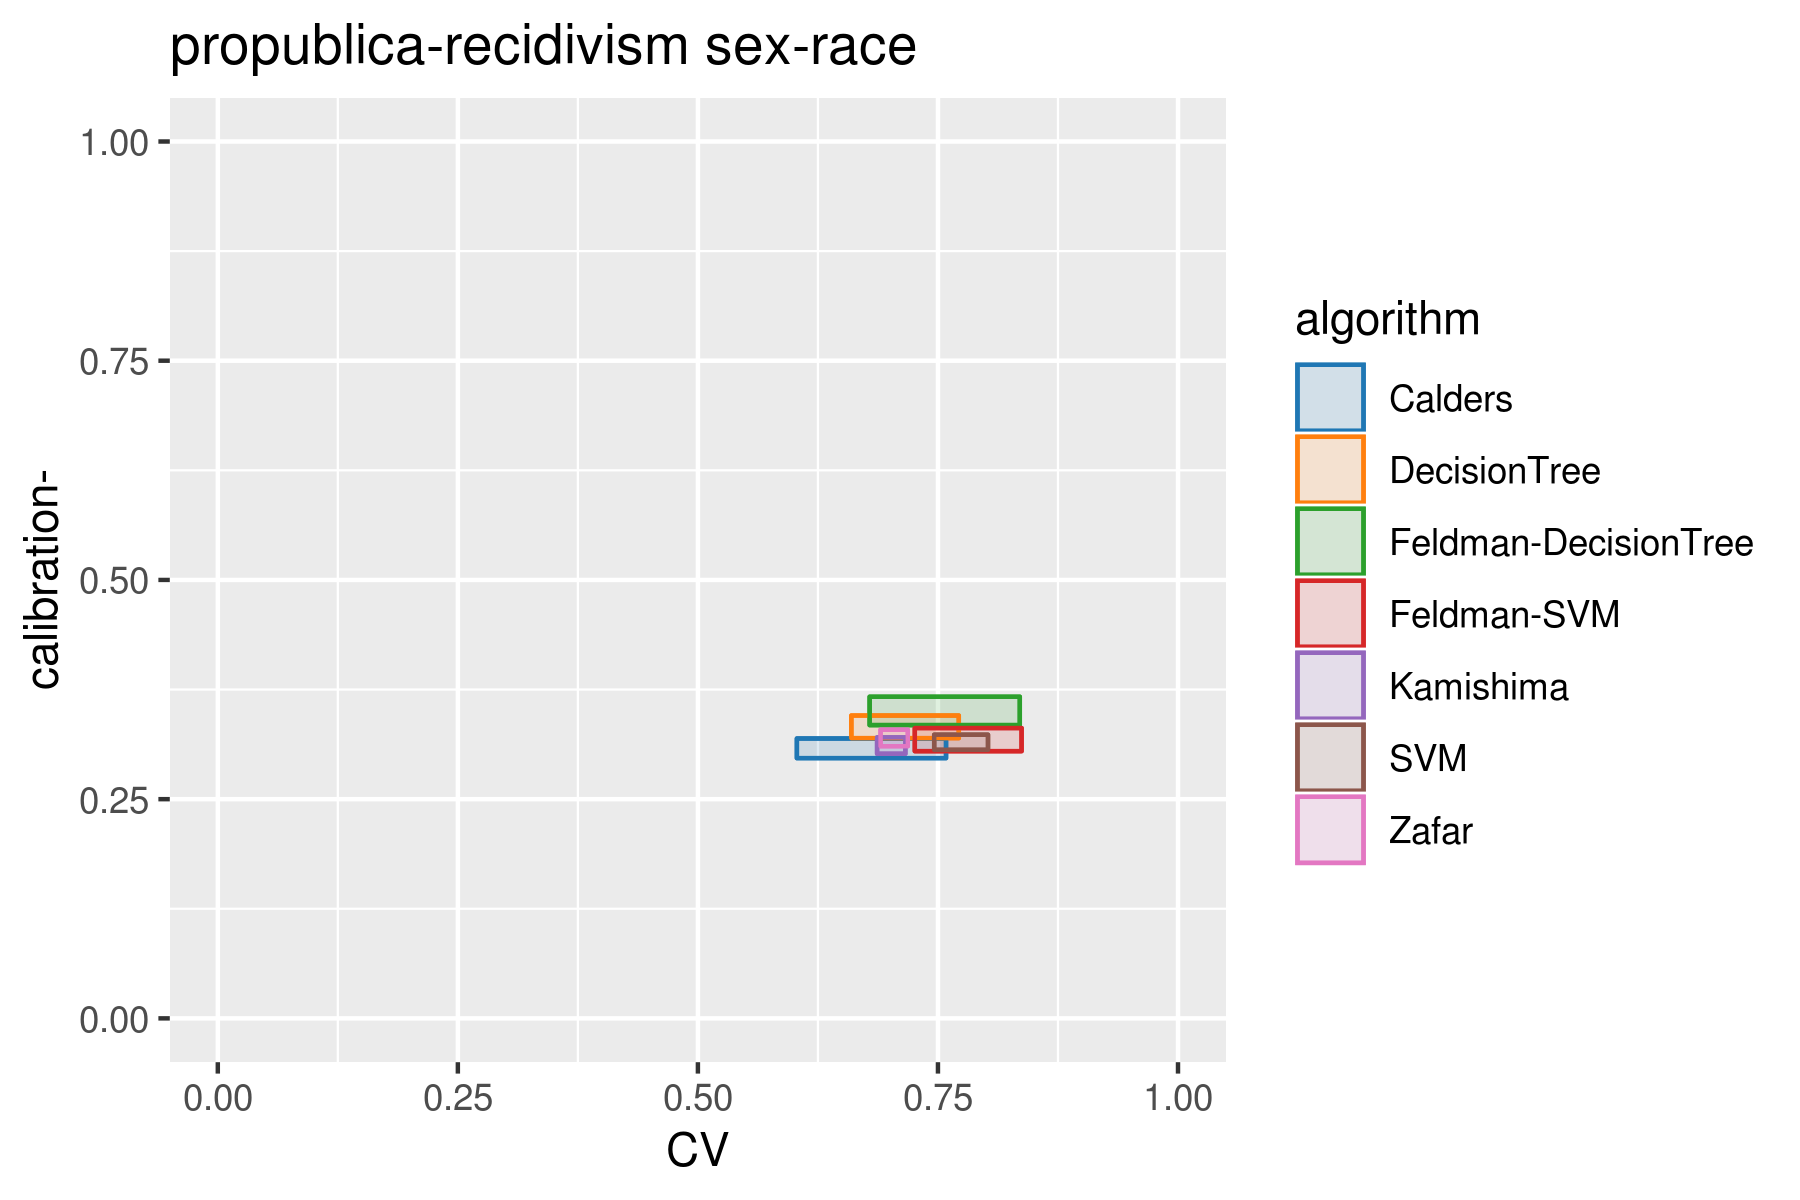 propublica-recidivism sex-race
1.00
0.75
0.50
0.25
0.00
calibration-
0.00 0.25 0.50 0.75 1.00
CV
algorithm
Calders
DecisionTree
Feldman-DecisionTree
Feldman-SVM
Kamishima
SVM
Zafar